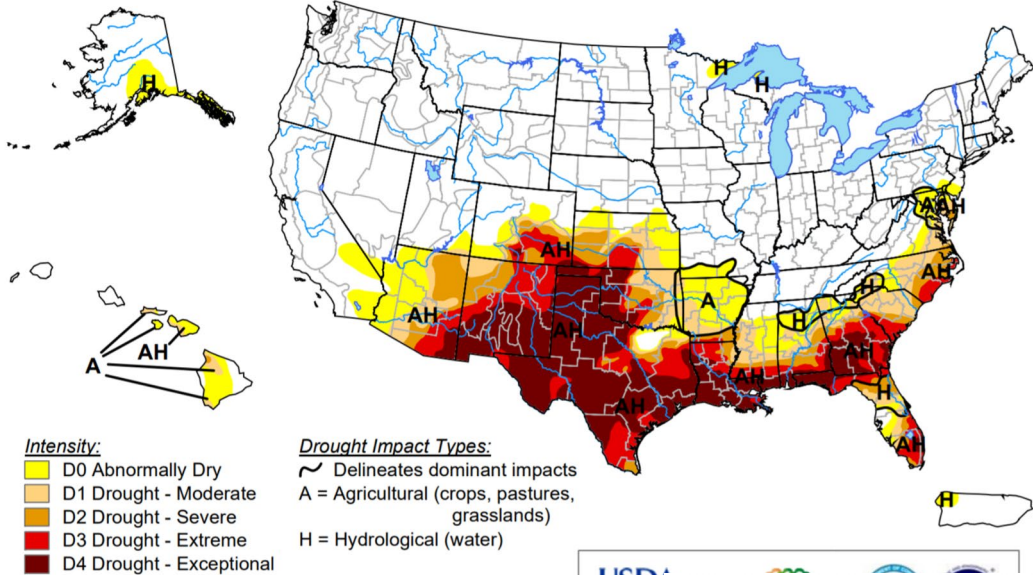 H
H
H
AAH
AH
AH
AH
A
H
H
AH
AH
AH
AH
AH
H
AH
A
AH
H
Intensity:
D0 Abnormally Dry
D1 Drought - Moderate
D2 Drought - Severe
D3 Drought - Extreme
D4 Drought - Exceptional
Drought Impact Types:
Delineates dominant impacts
A = Agricultural (crops, pastures,
grasslands)
H = Hydrological (water)
USDA